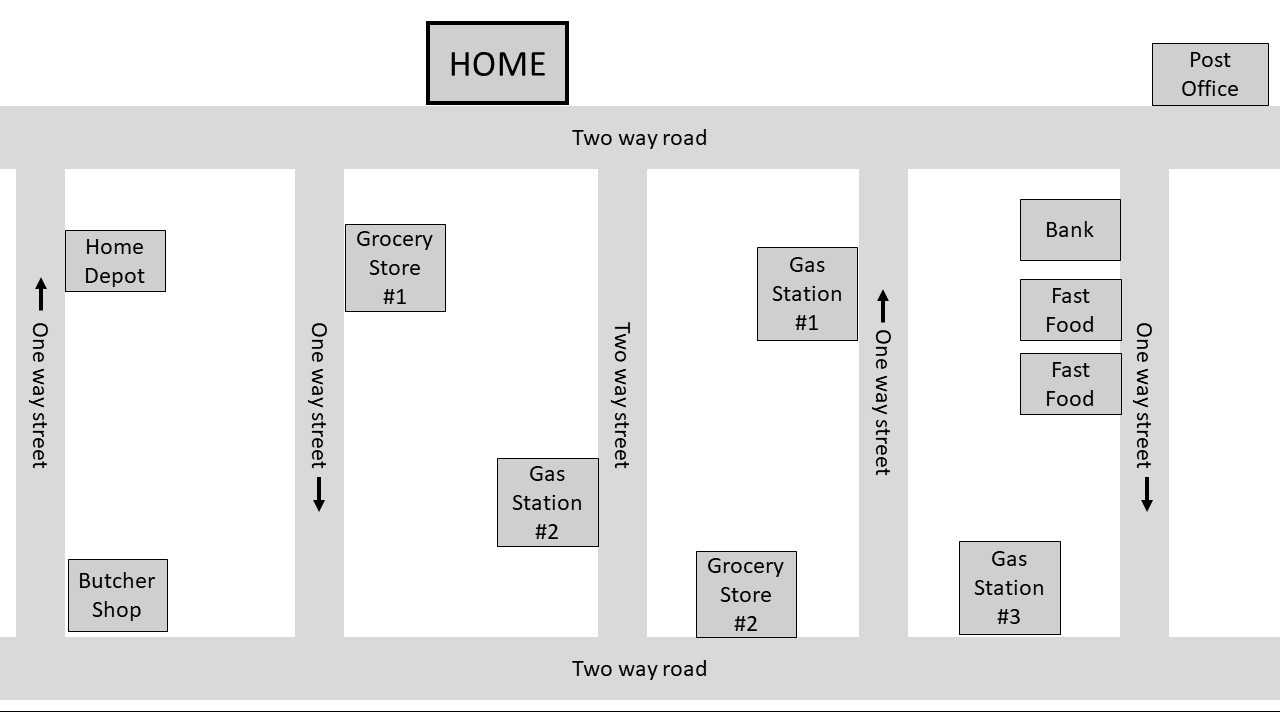 HOME
Post
Office
Two way road
Home
Depot
Grocery
Store
#1
Gas
Station
#1
Bank
Fast
Food
Fast
Food
One way street
One way street
Two way street
One way street
One way street
Gas
Station
#2
Butcher
Shop
Grocery
Store
#2
Gas
Station
#3
Two way road